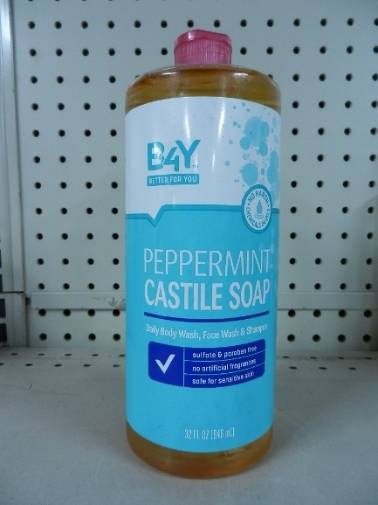 B4Y
BETTER FOR YOU
PEPPERMINT
CASTILE SOAP
Daily Body Wash, Face Wash & Shampoo
sulfate & paraben free
no artificial fragrances
safe for sensitive skin
32 fl oz (946 mL)